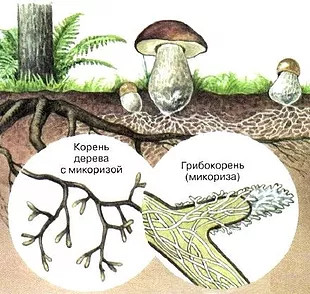 Корень
дерева
с микоризой
Грибокорень
(микориза)